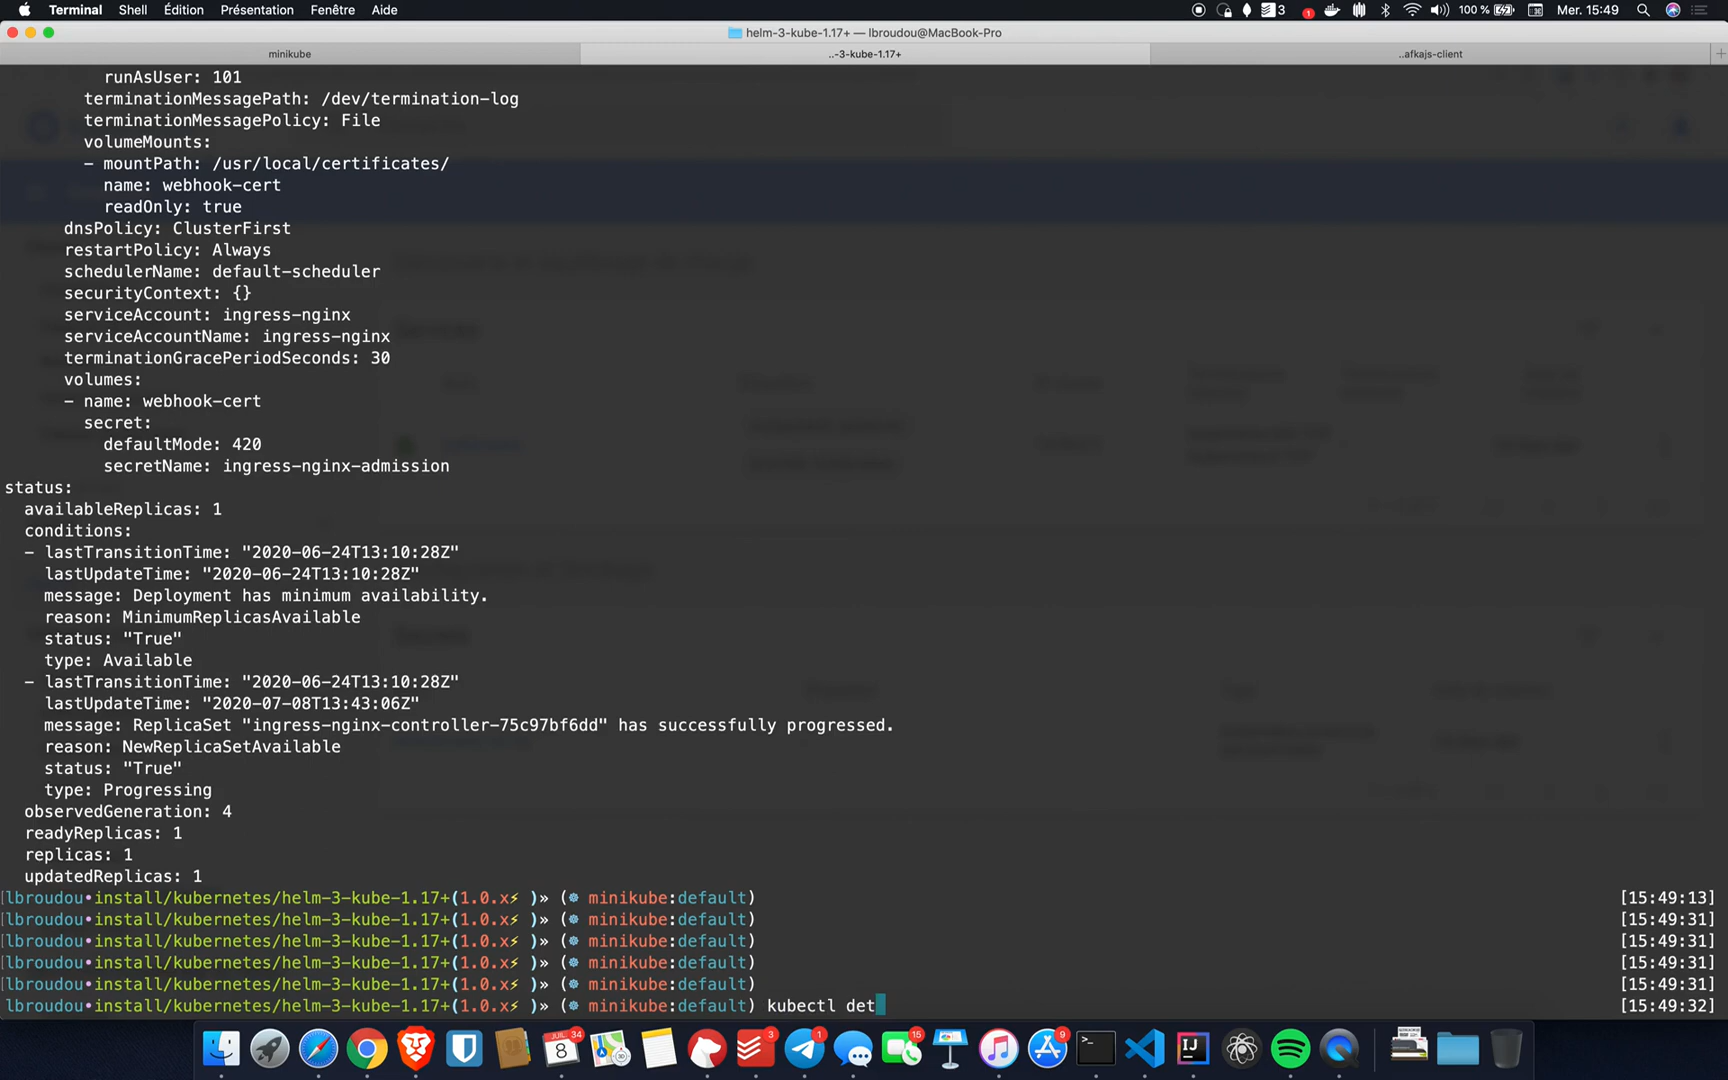 Terminal Shell Édition Présentation Fenêtre Aide 3 1 100 % Mer. 15:49
helm-3-kube-1.17+ — lbroudou@MacBook-Pro
minikube ..-3-kube-1.17+ ..afkajs-client +
runAsUser: 101
terminationMessagePath: /dev/termination-log
terminationMessagePolicy: File
volumeMounts:
- mountPath: /usr/local/certificates/
name: webhook-cert
readOnly: true
dnsPolicy: ClusterFirst
restartPolicy: Always
schedulerName: default-scheduler
securityContext: {}
serviceAccount: ingress-nginx
serviceAccountName: ingress-nginx
terminationGracePeriodSeconds: 30
volumes:
- name: webhook-cert
secret:
defaultMode: 420
secretName: ingress-nginx-admission
status:
availableReplicas: 1
conditions:
- lastTransitionTime: "2020-06-24T13:10:28Z"
lastUpdateTime: "2020-06-24T13:10:28Z"
message: Deployment has minimum availability.
reason: MinimumReplicasAvailable
status: "True"
type: Available
- lastTransitionTime: "2020-06-24T13:10:28Z"
lastUpdateTime: "2020-07-08T13:43:06Z"
message: ReplicaSet "ingress-nginx-controller-75c97bf6dd" has successfully progressed.
reason: NewReplicaSetAvailable
status: "True"
type: Progressing
observedGeneration: 4
readyReplicas: 1
replicas: 1
updatedReplicas: 1
[lbroudou•install/kubernetes/helm-3-kube-1.17+(1.0.x⚡ )» (⎈ minikube:default) [15:49:13]
[lbroudou•install/kubernetes/helm-3-kube-1.17+(1.0.x⚡ )» (⎈ minikube:default) [15:49:31]
[lbroudou•install/kubernetes/helm-3-kube-1.17+(1.0.x⚡ )» (⎈ minikube:default) [15:49:31]
[lbroudou•install/kubernetes/helm-3-kube-1.17+(1.0.x⚡ )» (⎈ minikube:default) [15:49:31]
[lbroudou•install/kubernetes/helm-3-kube-1.17+(1.0.x⚡ )» (⎈ minikube:default) [15:49:31]
lbroudou•install/kubernetes/helm-3-kube-1.17+(1.0.x⚡ )» (⎈ minikube:default) kubectl det [15:49:32]
JUIL. 34 3 1 15 9
8 >_ IJ